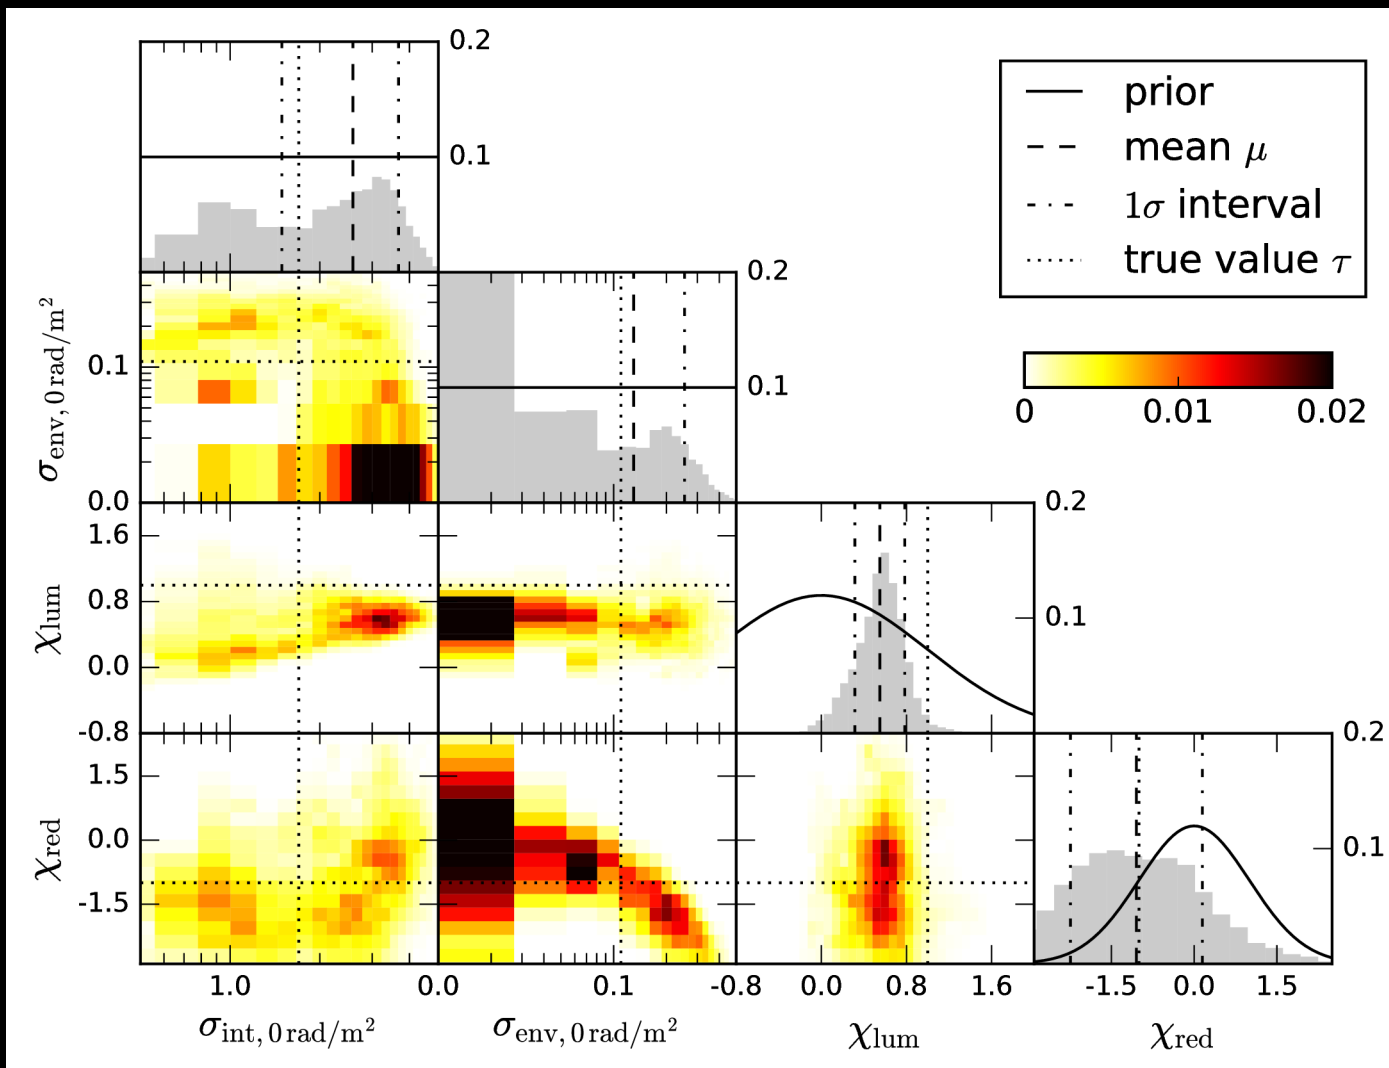 0.2
0.1
prior
mean μ
1σ interval
true value τ
0 0.01 0.02
σenv, 0 rad/m²
0.1
0.0
0.2
0.1
χlum
1.6
0.8
0.0
-0.8
0.2
0.1
χred
1.5
0.0
-1.5
0.2
0.1
1.0 0.0 0.1 -0.8 0.0 0.8 1.6 -1.5 0.0 1.5
σint, 0 rad/m² σenv, 0 rad/m² χlum χred